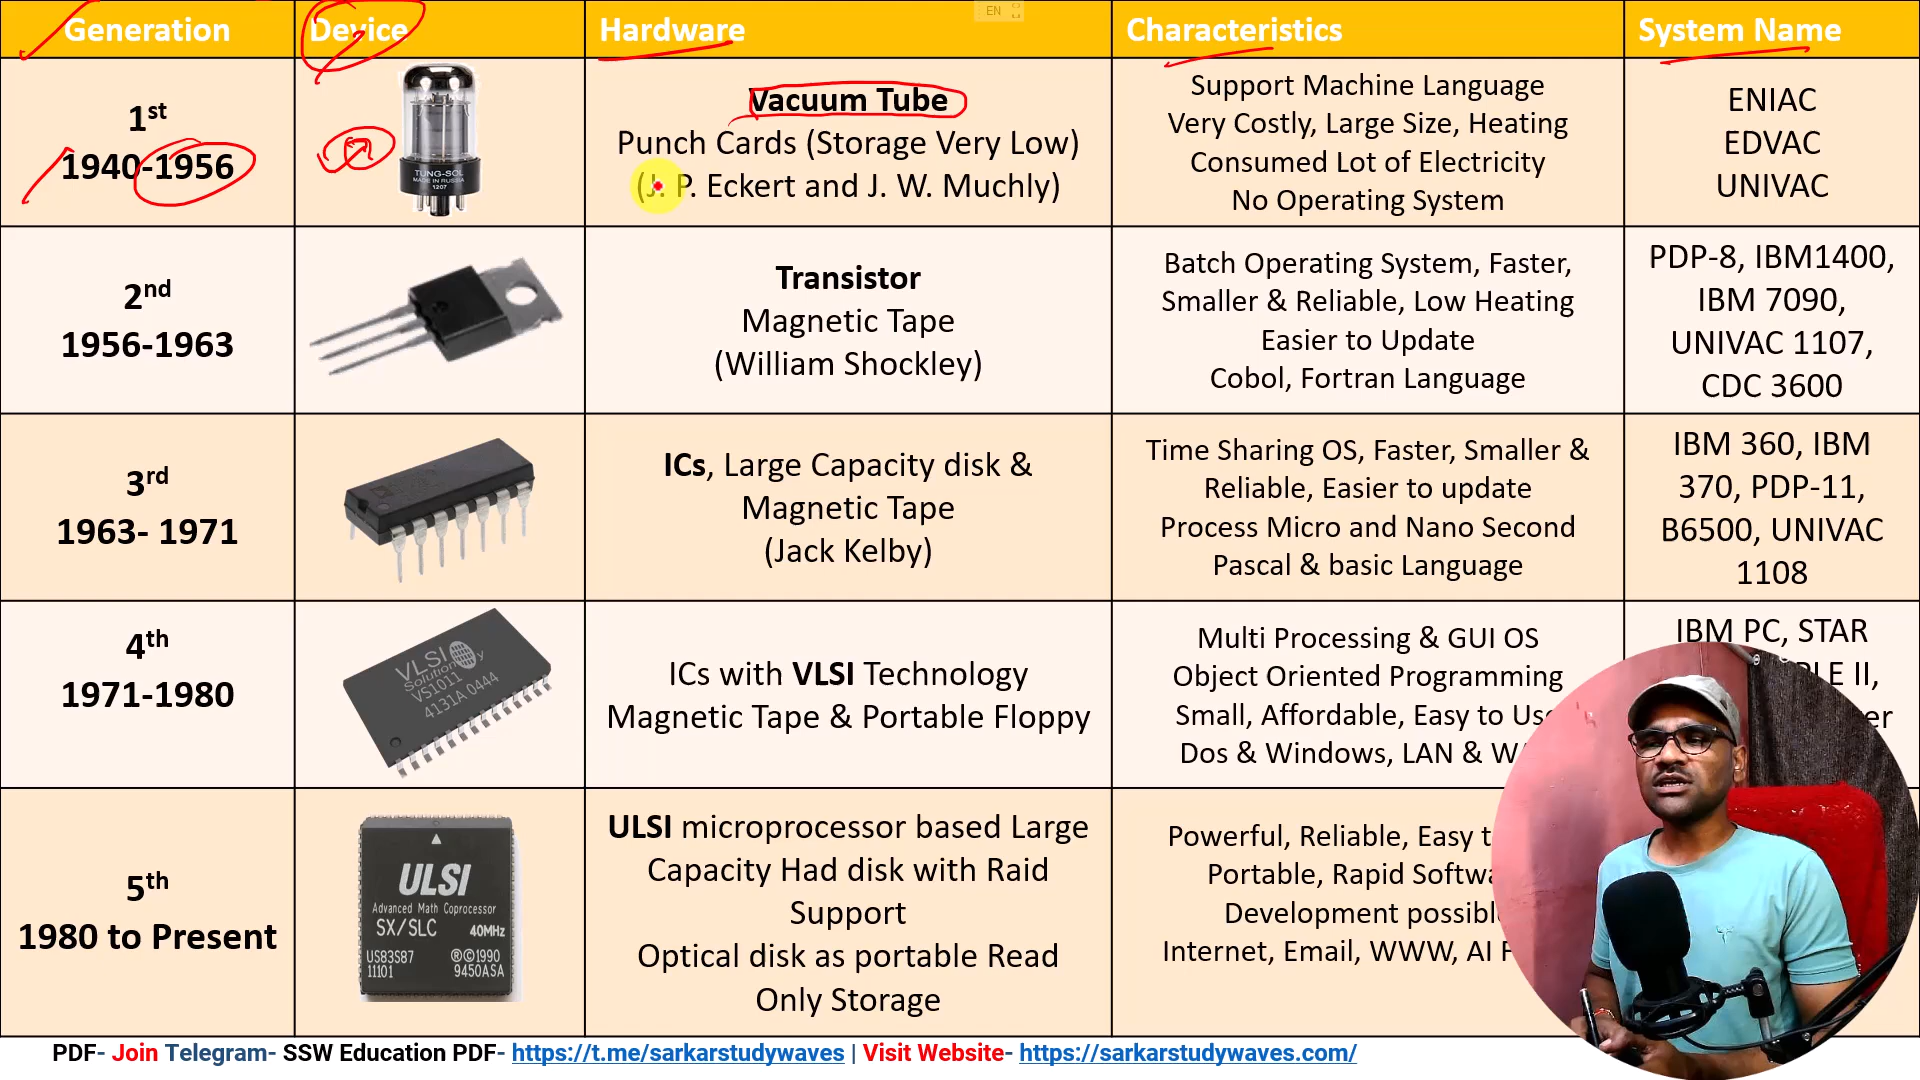 EN
Generation Device Hardware Characteristics System Name
1st
1940-1956
TUNG-SOL
MADE IN RUSSIA
1207
Vacuum Tube
Punch Cards (Storage Very Low)
(J. P. Eckert and J. W. Muchly)
Support Machine Language
Very Costly, Large Size, Heating
Consumed Lot of Electricity
No Operating System
ENIAC
EDVAC
UNIVAC
2nd
1956-1963
Transistor
Magnetic Tape
(William Shockley)
Batch Operating System, Faster,
Smaller & Reliable, Low Heating
Easier to Update
Cobol, Fortran Language
PDP-8, IBM1400,
IBM 7090,
UNIVAC 1107,
CDC 3600
3rd
1963- 1971
ICs, Large Capacity disk &
Magnetic Tape
(Jack Kelby)
Time Sharing OS, Faster, Smaller &
Reliable, Easier to update
Process Micro and Nano Second
Pascal & basic Language
IBM 360, IBM
370, PDP-11,
B6500, UNIVAC
1108
4th
1971-1980
VLSI
Solution
VS1011
4131A 0444
ICs with VLSI Technology
Magnetic Tape & Portable Floppy
Multi Processing & GUI OS
Object Oriented Programming
Small, Affordable, Easy to
Dos & Windows, LAN &
IBM PC, STAR
II,
5th
1980 to Present
ULSI
Advanced Math Coprocessor
SX/SLC 40MHz
US83S87 ®©1990
11101 9450ASA
ULSI microprocessor based Large
Capacity Had disk with Raid
Support
Optical disk as portable Read
Only Storage
Powerful, Reliable, Easy
Portable, Rapid
Development
Internet, Email, WWW, AI
PDF- Join Telegram- SSW Education PDF- https://t.me/sarkarstudywaves | Visit Website- https://sarkarstudywaves.com/